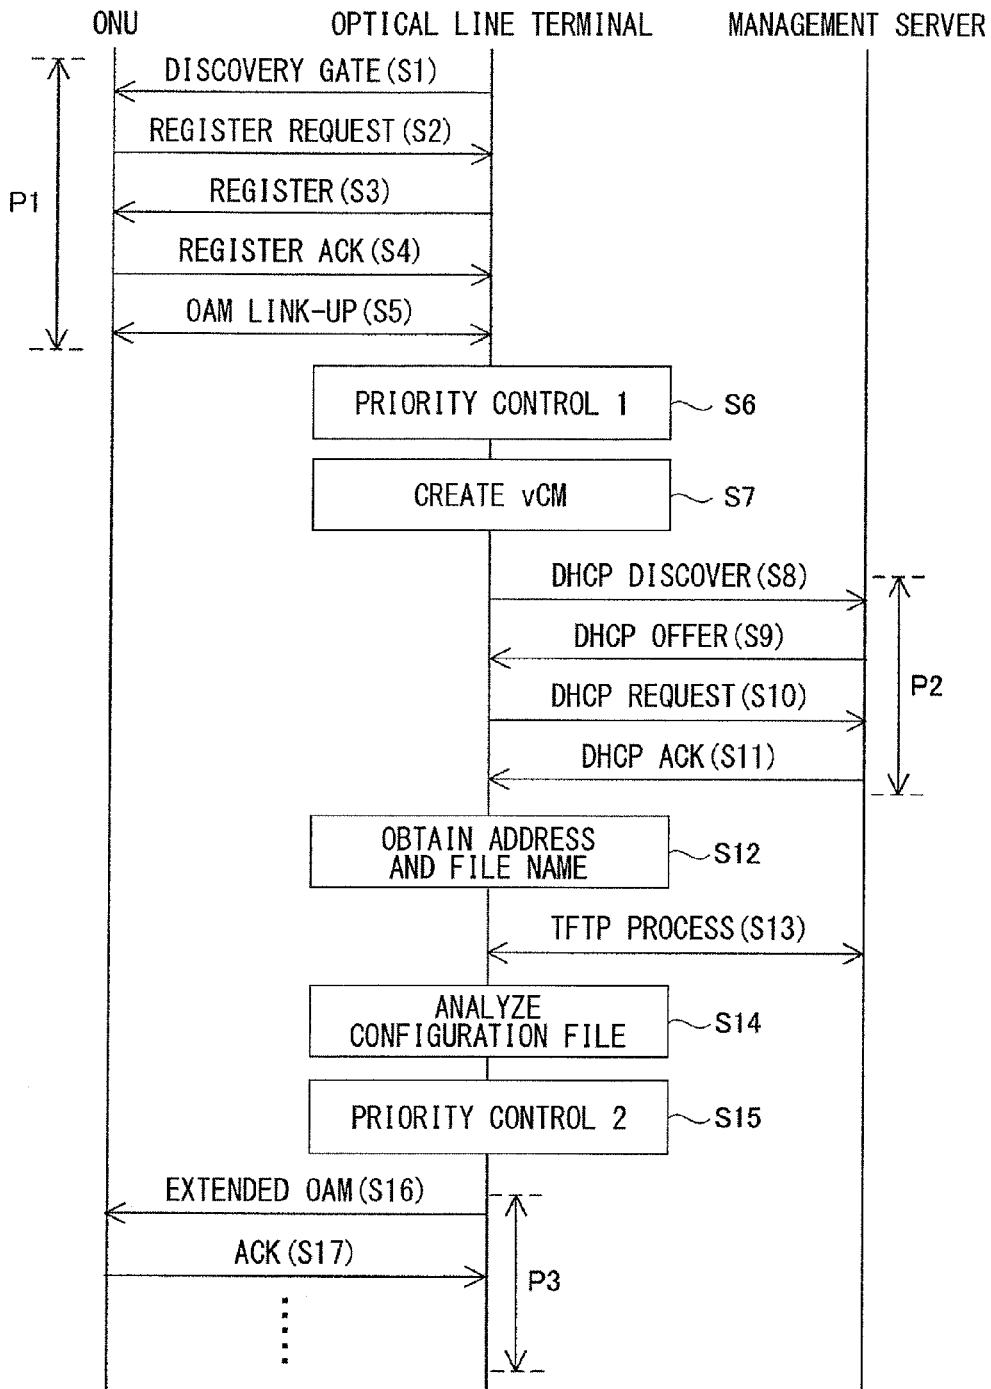 ONU OPTICAL LINE TERMINAL MANAGEMENT SERVER
DISCOVERY GATE(S1)
REGISTER REQUEST(S2)
P1
REGISTER(S3)
REGISTER ACK(S4)
OAM LINK-UP(S5)
PRIORITY CONTROL 1
S6
CREATE vCM
S7
DHCP DISCOVER(S8)
DHCP OFFER(S9)
P2
DHCP REQUEST(S10)
DHCP ACK(S11)
OBTAIN ADDRESS
AND FILE NAME
S12
TFTP PROCESS(S13)
ANALYZE
CONFIGURATION FILE
S14
PRIORITY CONTROL 2
S15
EXTENDED OAM(S16)
ACK(S17)
P3